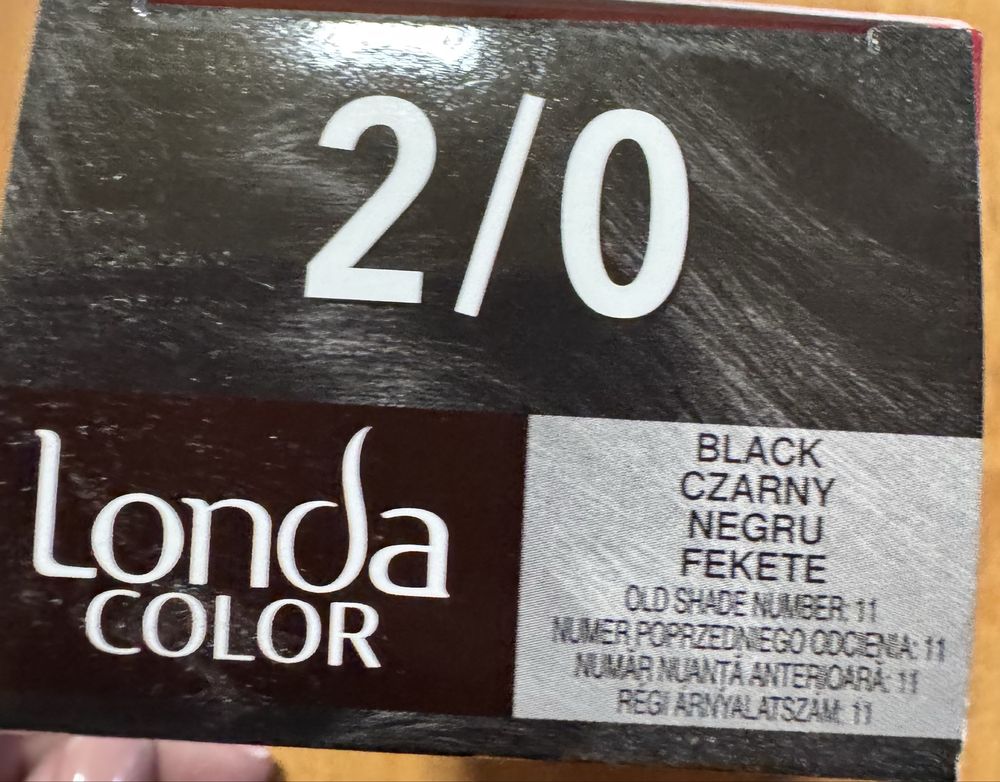 2/0
Londa
COLOR
BLACK
CZARNY
NEGRU
FEKETE
OLD SHADE NUMBER: 11
NUMER POPRZEDNIEGO ODCIENIA: 11
NUMĂR NUANȚĂ ANTERIOARĂ: 11
RÉGI ÁRNYALATSZÁM: 11